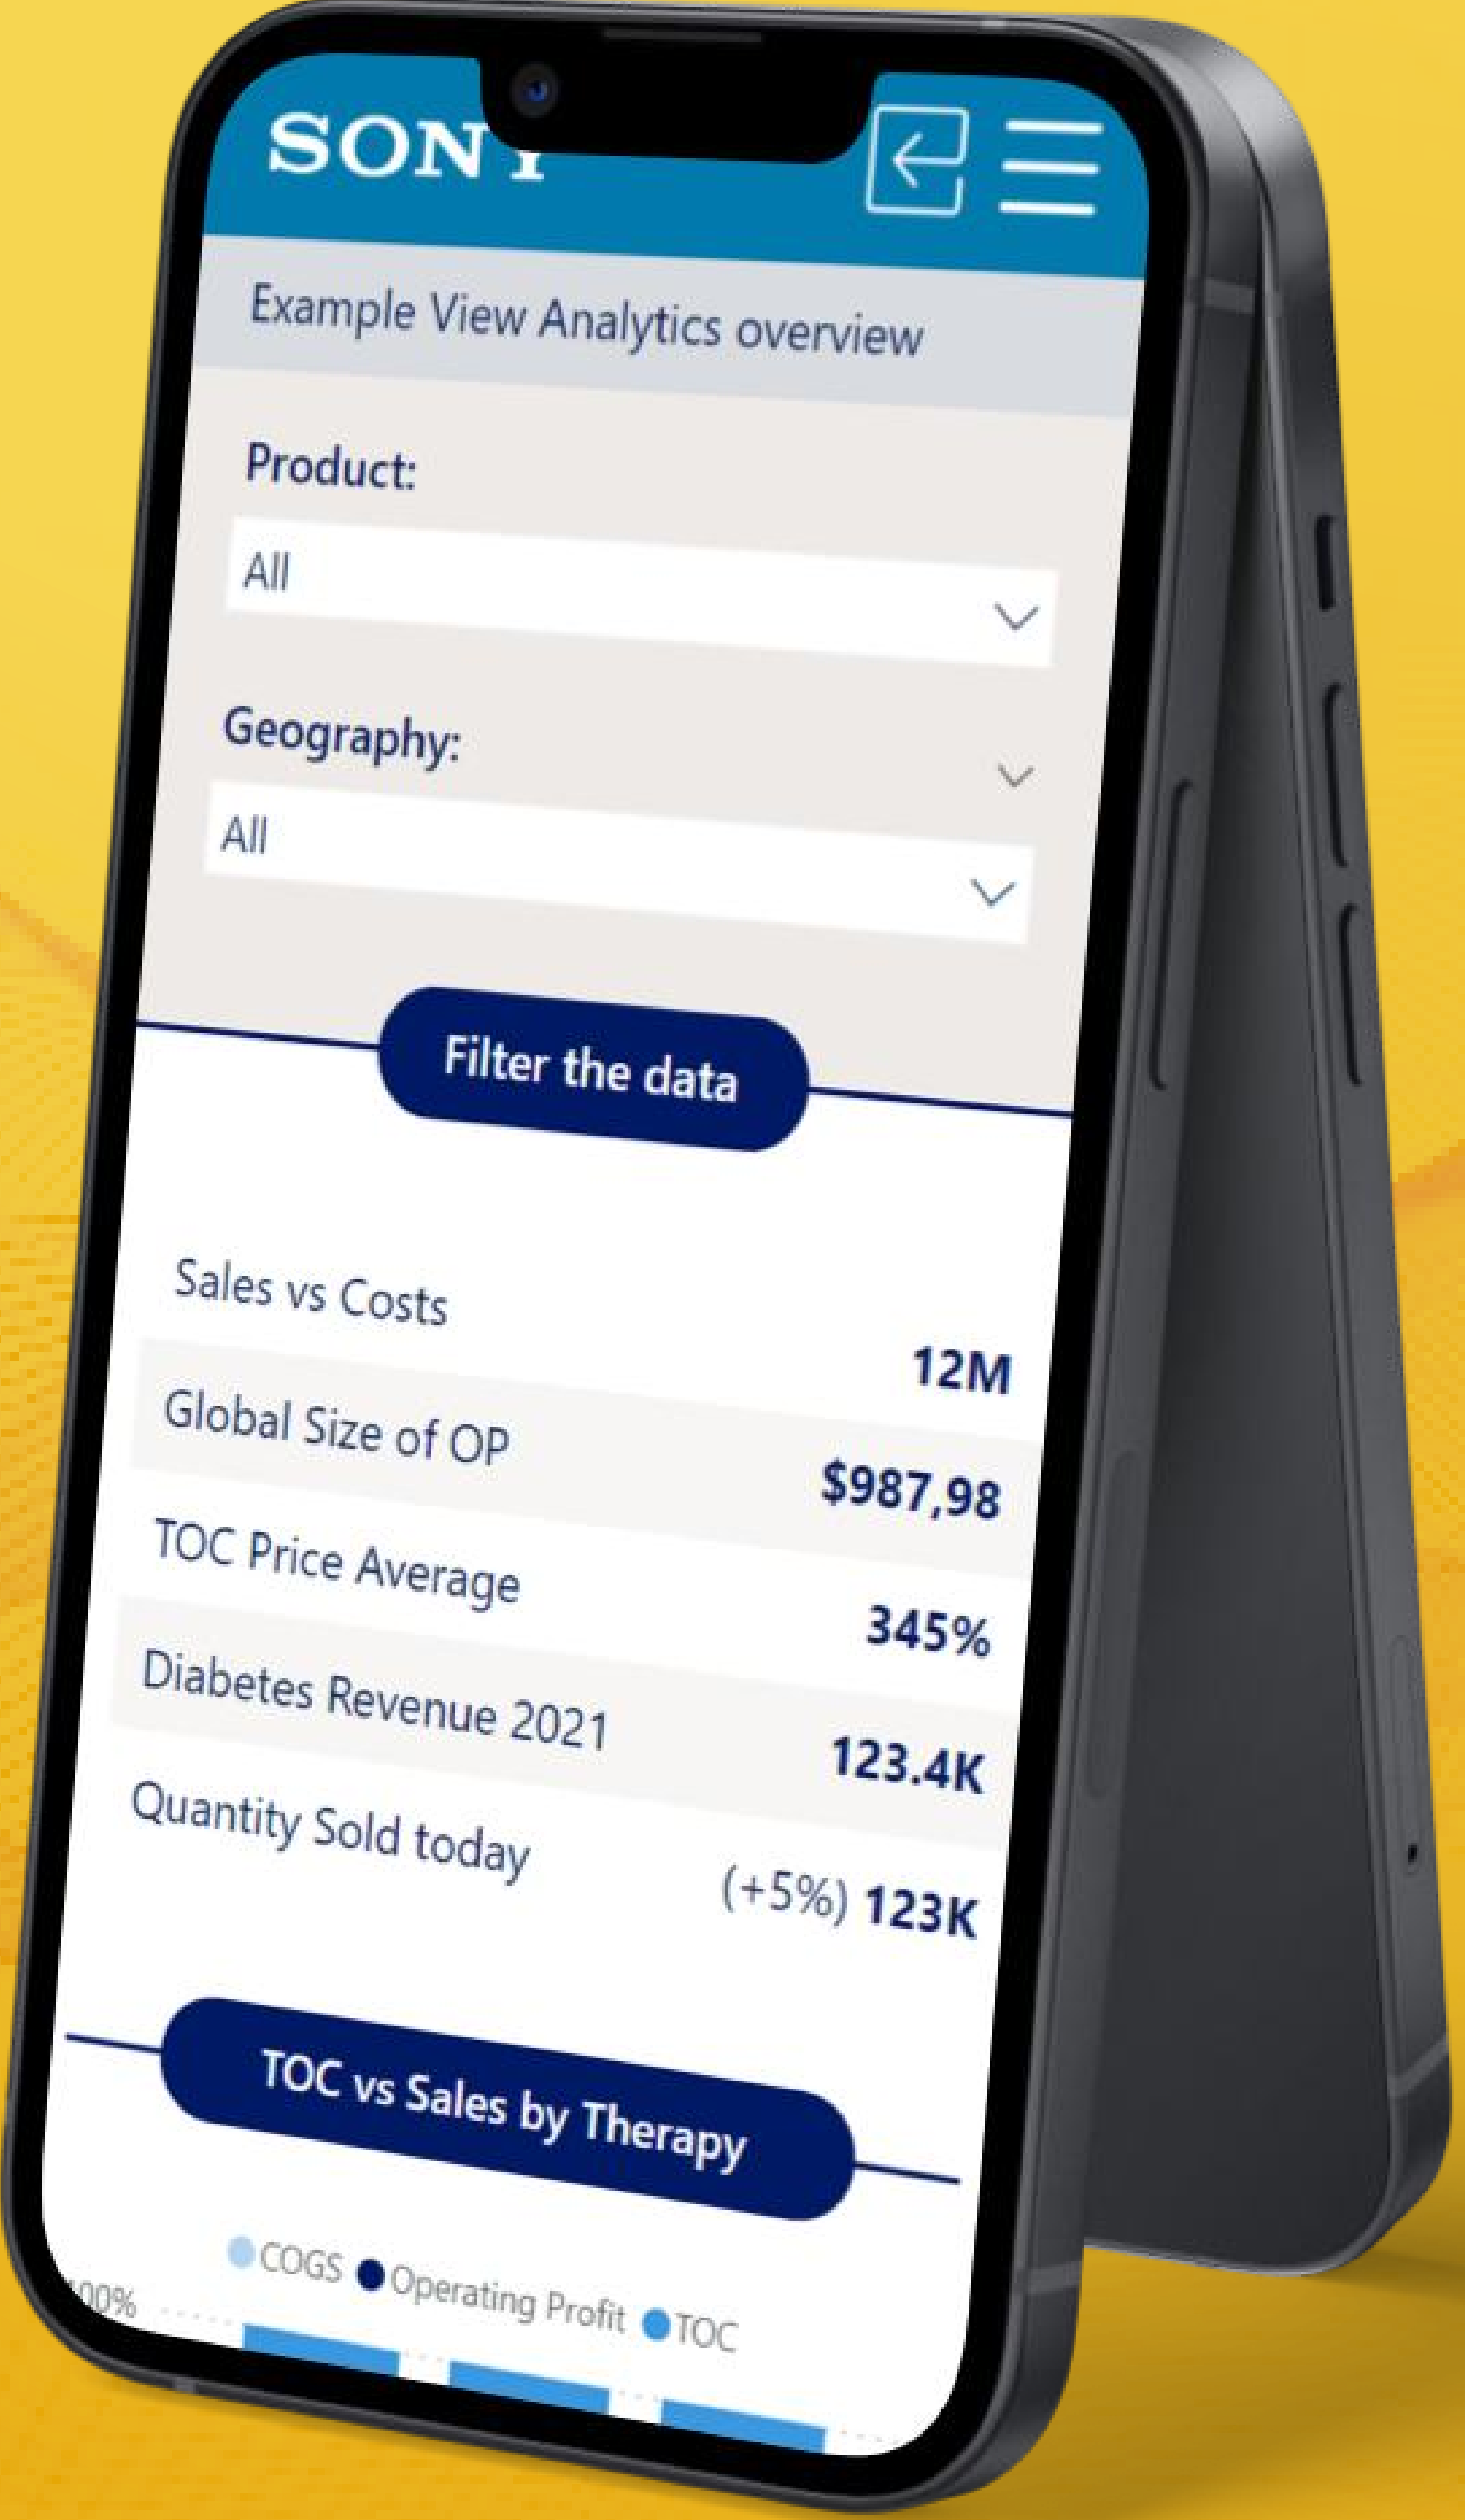 SONY
Example View Analytics overview
Product:
All
Geography:
All
Filter the data
Sales vs Costs
12M
Global Size of OP
$987,98
TOC Price Average
345%
Diabetes Revenue 2021
123.4K
Quantity Sold today
(+5%) 123K
TOC vs Sales by Therapy
COGS Operating Profit TOC
100%